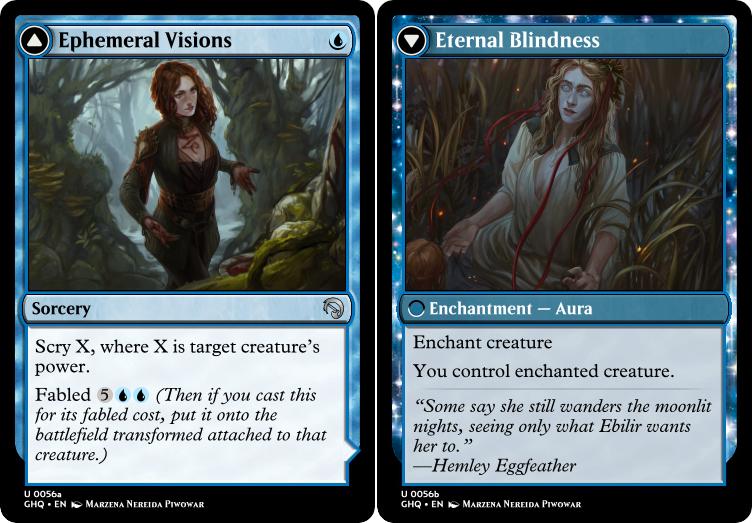 Ephemeral Visions
Sorcery
Scry X, where X is target creature's
power.
Fabled 5 (Then if you cast this
for its fabled cost, put it onto the
battlefield transformed attached to that
creature.)
U 0056a
GHQ • EN Marzena Nereida Piwowar
Eternal Blindness
Enchantment — Aura
Enchant creature
You control enchanted creature.
“Some say she still wanders the moonlit
nights, seeing only what Ebilir wants
her to.”
—Hemley Eggfeather
U 0056b
GHQ • EN Marzena Nereida Piwowar